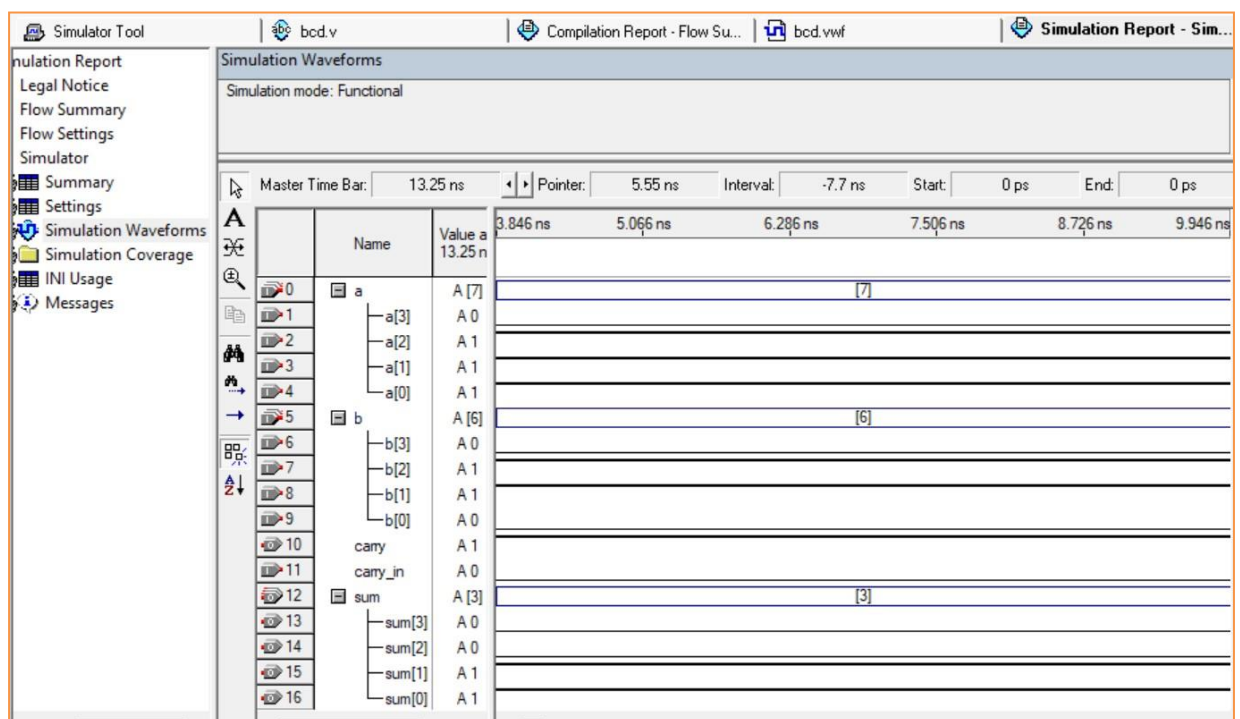 Simulator Tool
bcd.v
Compilation Report - Flow Su...
bcd.vwf
Simulation Report - Sim...
nulation Report
Legal Notice
Flow Summary
Flow Settings
Simulator
Summary
Settings
Simulation Waveforms
Simulation Coverage
INI Usage
Messages
Simulation Waveforms
Simulation mode: Functional
Master Time Bar: 13.25 ns Pointer: 5.55 ns Interval: -7.7 ns Start: 0 ps End: 0 ps
Name Value a 3.846 ns 5.066 ns 6.286 ns 7.506 ns 8.726 ns 9.946 ns
13.25 n
0 a A [7] [7]
1 a[3] A 0
2 a[2] A 1
3 a[1] A 1
4 a[0] A 1
5 b A [6] [6]
6 b[3] A 0
7 b[2] A 1
8 b[1] A 1
9 b[0] A 0
10 carry A 1
11 carry_in A 0
12 sum A [3] [3]
13 sum[3] A 0
14 sum[2] A 0
15 sum[1] A 1
16 sum[0] A 1